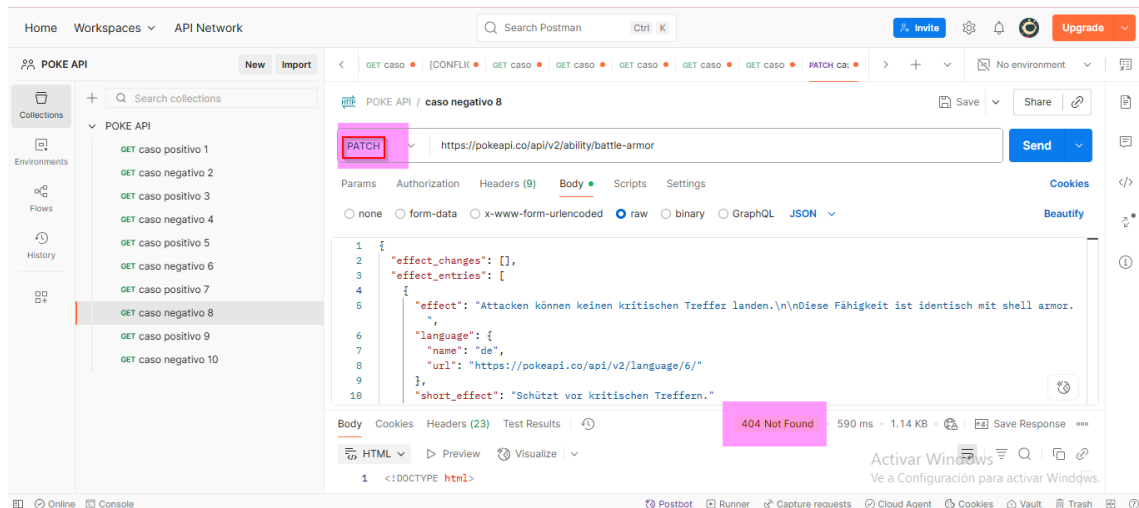 Home Workspaces API Network Search Postman Ctrl K Invite Upgrade
POKE API New Import GET caso [CONFLIC GET caso GET caso GET caso GET caso GET caso PATCH ca: No environment
Collections
Environments
Flows
History
Search collections
POKE API
GET caso positivo 1
GET caso negativo 2
GET caso positivo 3
GET caso negativo 4
GET caso positivo 5
GET caso negativo 6
GET caso positivo 7
GET caso negativo 8
GET caso positivo 9
GET caso negativo 10
HTTP POKE API / caso negativo 8 Save Share
PATCH https://pokeapi.co/api/v2/ability/battle-armor Send
Params Authorization Headers (9) Body Scripts Settings Cookies
none form-data x-www-form-urlencoded raw binary GraphQL JSON Beautify
1 {
2 "effect_changes": [],
3 "effect_entries": [
4 {
5 "effect": "Attacken können keinen kritischen Treffer landen.\n\nDiese Fähigkeit ist identisch mit shell armor.
",
6 "language": {
7 "name": "de",
8 "url": "https://pokeapi.co/api/v2/language/6/"
9 },
10 "short_effect": "Schützt vor kritischen Treffern."
Body Cookies Headers (23) Test Results 404 Not Found 590 ms 1.14 KB Save Response
HTML Preview Visualize
1 <!DOCTYPE html>
Activar Windows
Ve a Configuración para activar Windows.
Online Console Postbot Runner Capture requests Cloud Agent Cookies Vault Trash